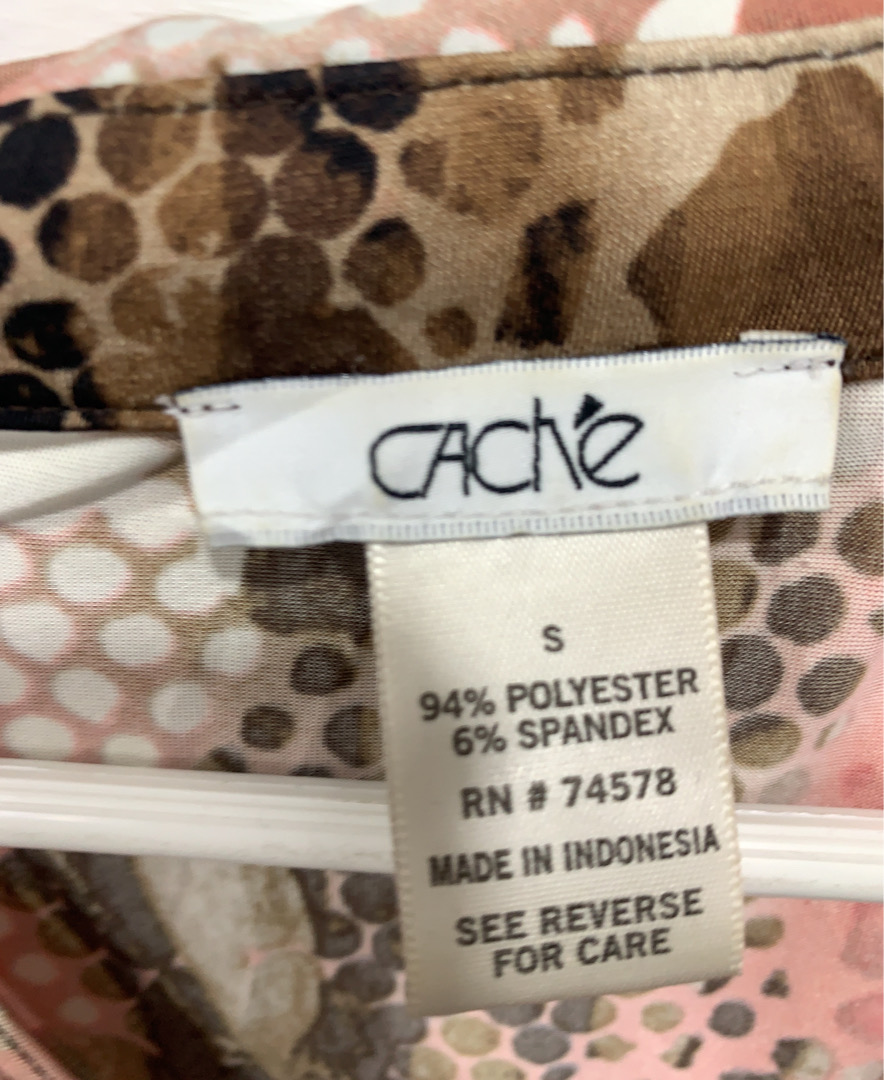 CAChé
S
94% POLYESTER
6% SPANDEX
RN # 74578
MADE IN INDONESIA
SEE REVERSE
FOR CARE